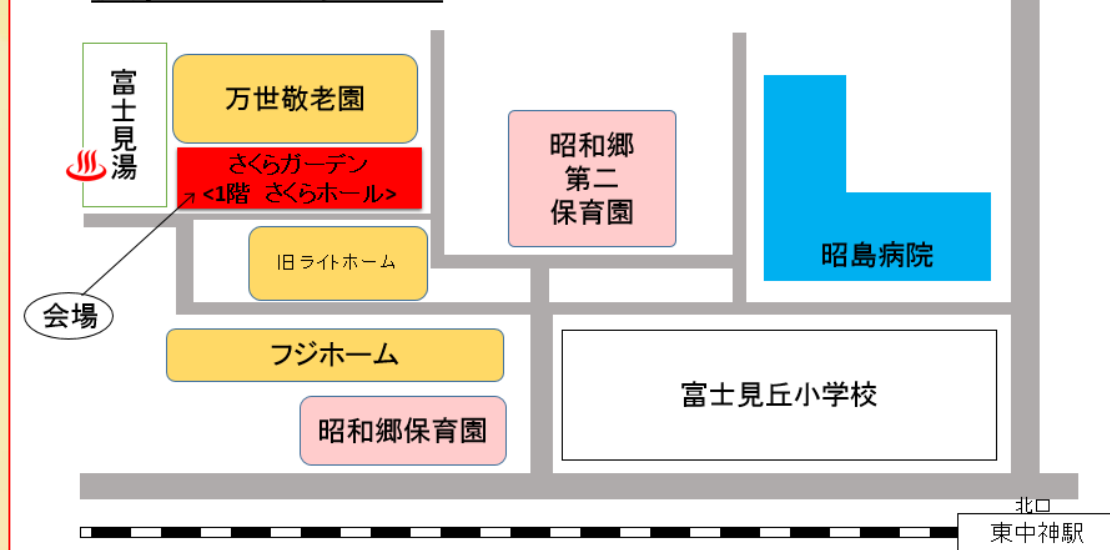 富士見湯
万世敬老園
さくらガーデン
<1階 さくらホール>
昭和郷
第二
保育園
昭島病院
旧ライトホーム
会場
フジホーム
富士見丘小学校
昭和郷保育園
北口
東中神駅